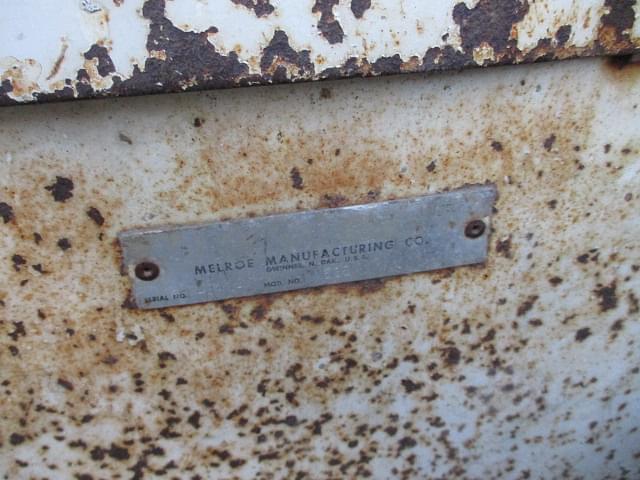 MELROE MANUFACTURING CO.
GWINNER, N. DAK., U.S.A.
SERIAL NO. MOD. NO.